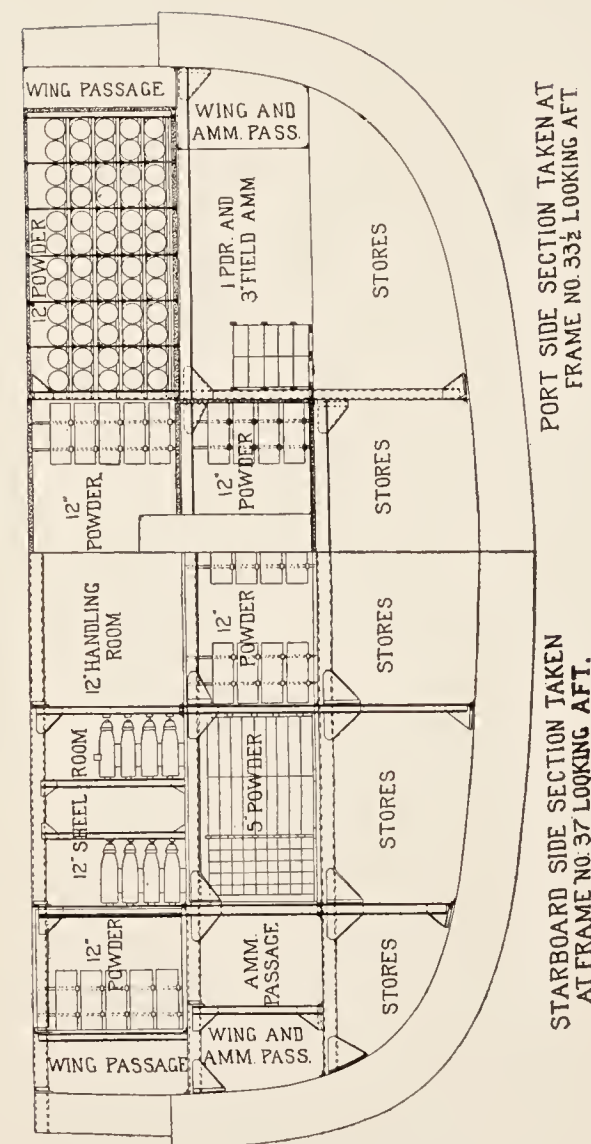 WING PASSAGE
WING AND
AMM. PASS.
12" POWDER
1 PDR. AND
3" FIELD AMM
STORES
12"
POWDER
12"
POWDER
STORES
12" HANDLING
ROOM
12"
POWDER
STORES
12" SHELL ROOM
5" POWDER
STORES
12"
POWDER
AMM.
PASSAGE
STORES
WING PASSAGE
WING AND
AMM. PASS.
PORT SIDE SECTION TAKEN AT
FRAME NO. 33½ LOOKING AFT
STARBOARD SIDE SECTION TAKEN
AT FRAME NO. 37 LOOKING AFT.